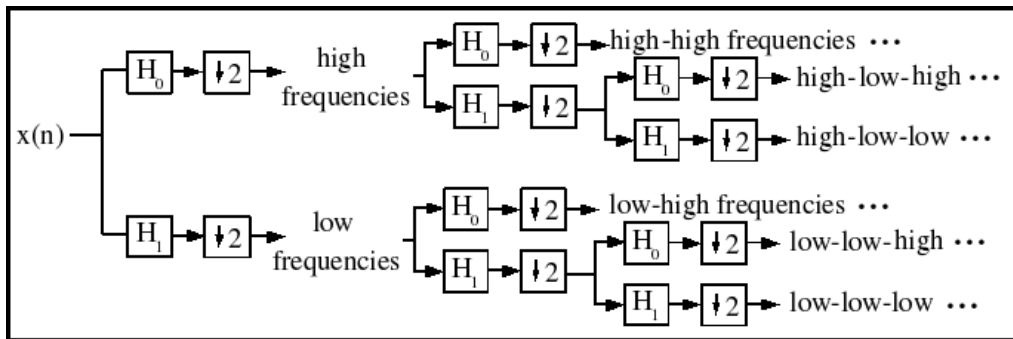 H₀ ↓2 high frequencies
H₀ ↓2 high-high frequencies •••
H₁ ↓2
H₀ ↓2 high-low-high •••
H₁ ↓2 high-low-low •••
x(n)
H₁ ↓2 low frequencies
H₀ ↓2 low-high frequencies •••
H₁ ↓2
H₀ ↓2 low-low-high •••
H₁ ↓2 low-low-low •••